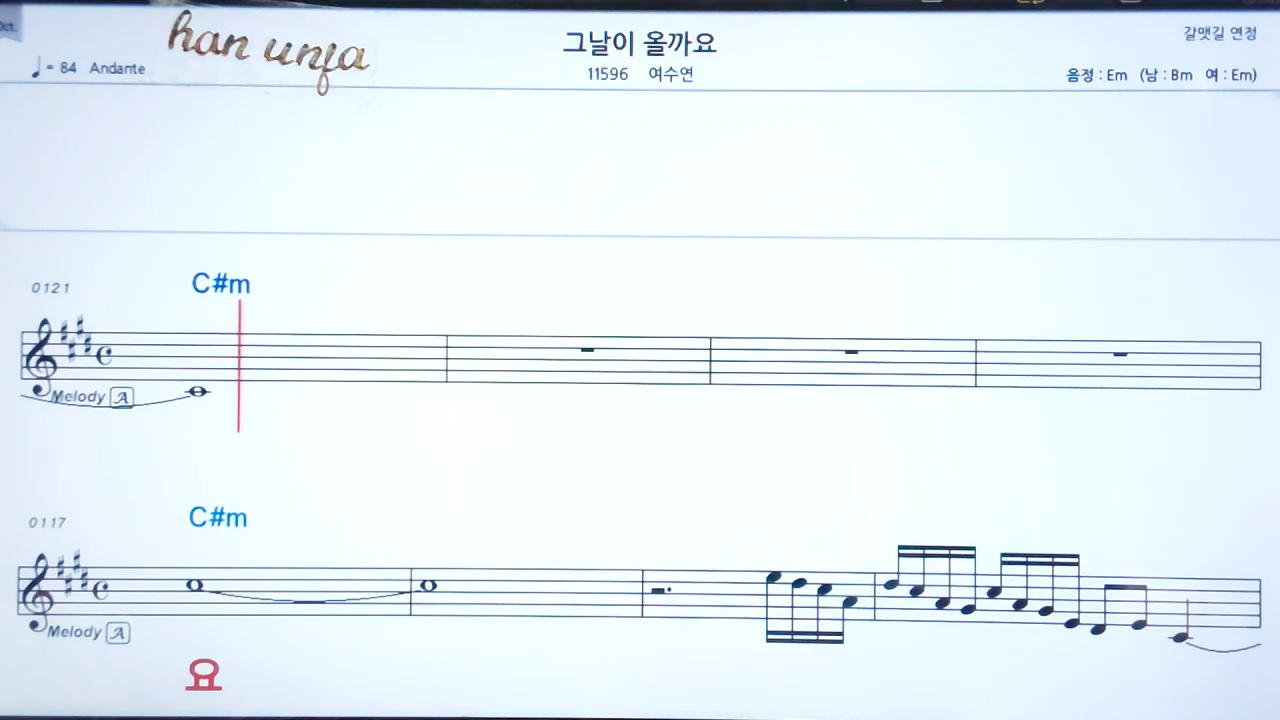 Oct.
han unja
그날이 올까요
갈맷길 연정
♩= 84 Andante
11596 여수연
음정 : Em (남 : Bm 여 : Em)
0121
C#m
Melody A
0117
C#m
Melody A
요